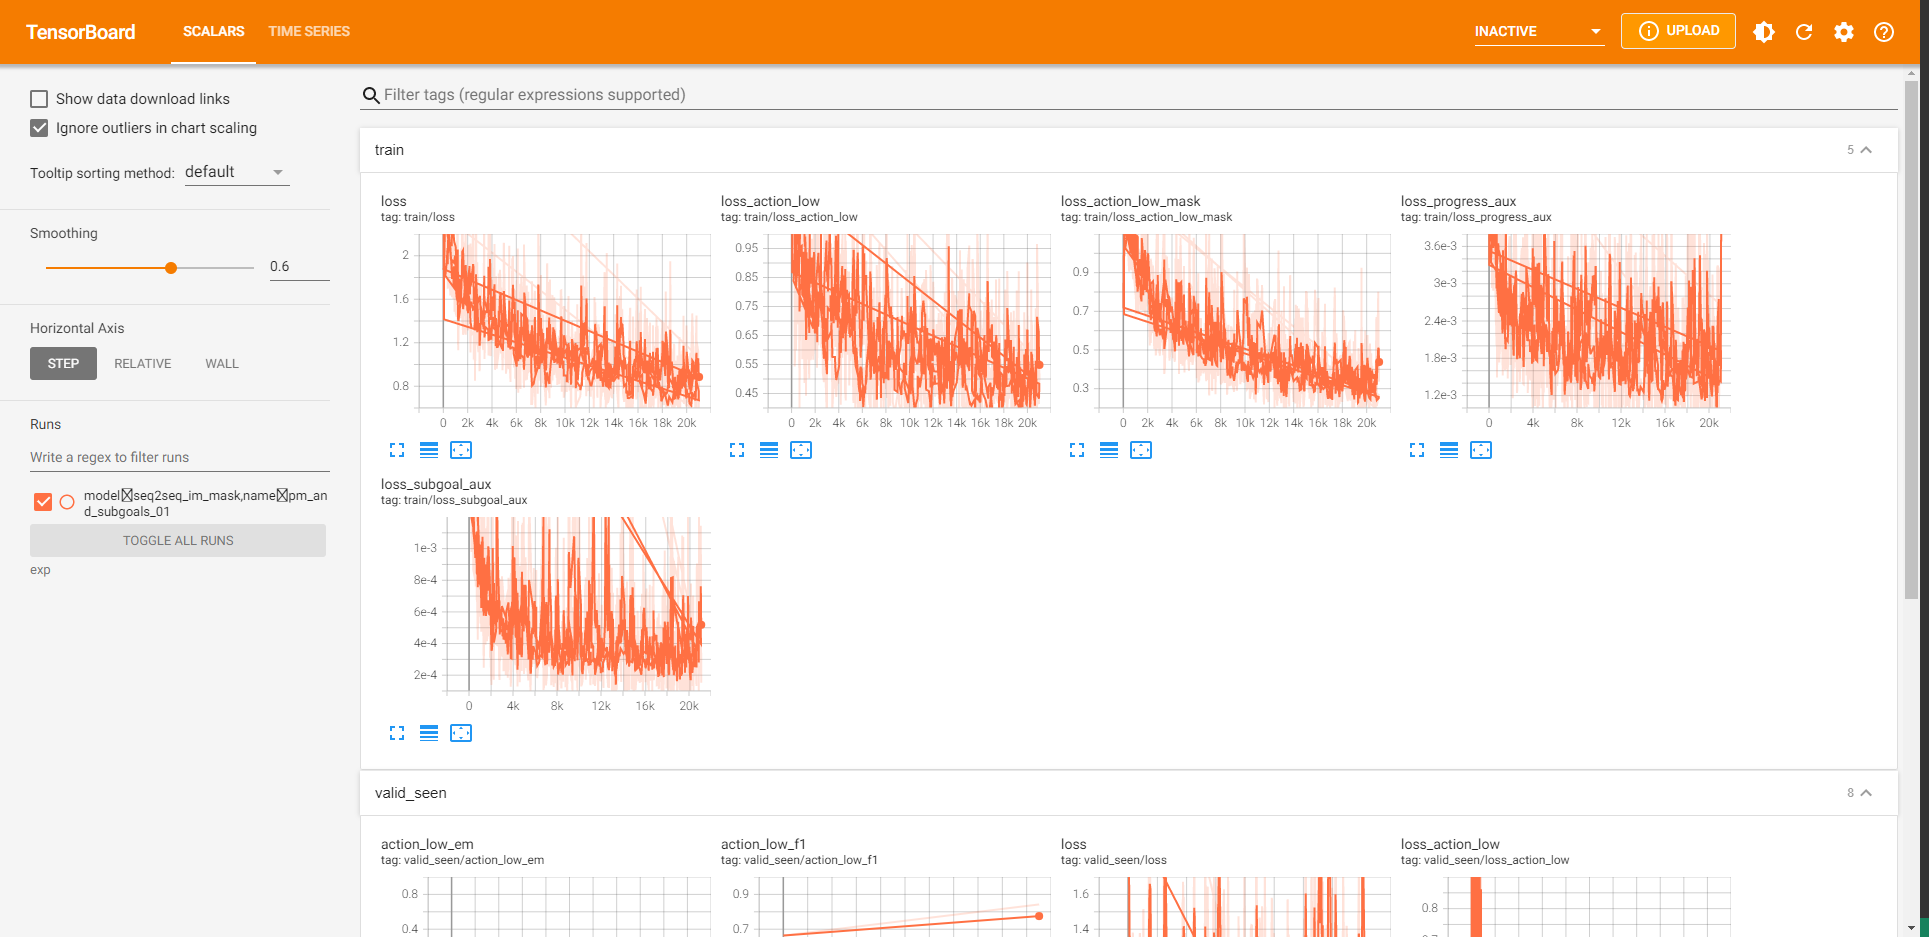 TensorBoard
SCALARS
TIME SERIES
INACTIVE
UPLOAD
Show data download links
Ignore outliers in chart scaling
Tooltip sorting method: default
Smoothing
0.6
Horizontal Axis
STEP RELATIVE WALL
Runs
Write a regex to filter runs
model seq2seq_im_mask,name pm_an
d_subgoals_01
TOGGLE ALL RUNS
exp
Filter tags (regular expressions supported)
train
5
loss
tag: train/loss
2
1.6
1.2
0.8
0 2k 4k 6k 8k 10k 12k 14k 16k 18k 20k
loss_action_low
tag: train/loss_action_low
0.95
0.85
0.75
0.65
0.55
0.45
0 2k 4k 6k 8k 10k 12k 14k 16k 18k 20k
loss_action_low_mask
tag: train/loss_action_low_mask
0.9
0.7
0.5
0.3
0 2k 4k 6k 8k 10k 12k 14k 16k 18k 20k
loss_progress_aux
tag: train/loss_progress_aux
3.6e-3
3e-3
2.4e-3
1.8e-3
1.2e-3
0 4k 8k 12k 16k 20k
loss_subgoal_aux
tag: train/loss_subgoal_aux
1e-3
8e-4
6e-4
4e-4
2e-4
0 4k 8k 12k 16k 20k
valid_seen
8
action_low_em
tag: valid_seen/action_low_em
0.8
0.4
action_low_f1
tag: valid_seen/action_low_f1
0.9
0.7
loss
tag: valid_seen/loss
1.6
1.4
loss_action_low
tag: valid_seen/loss_action_low
0.8